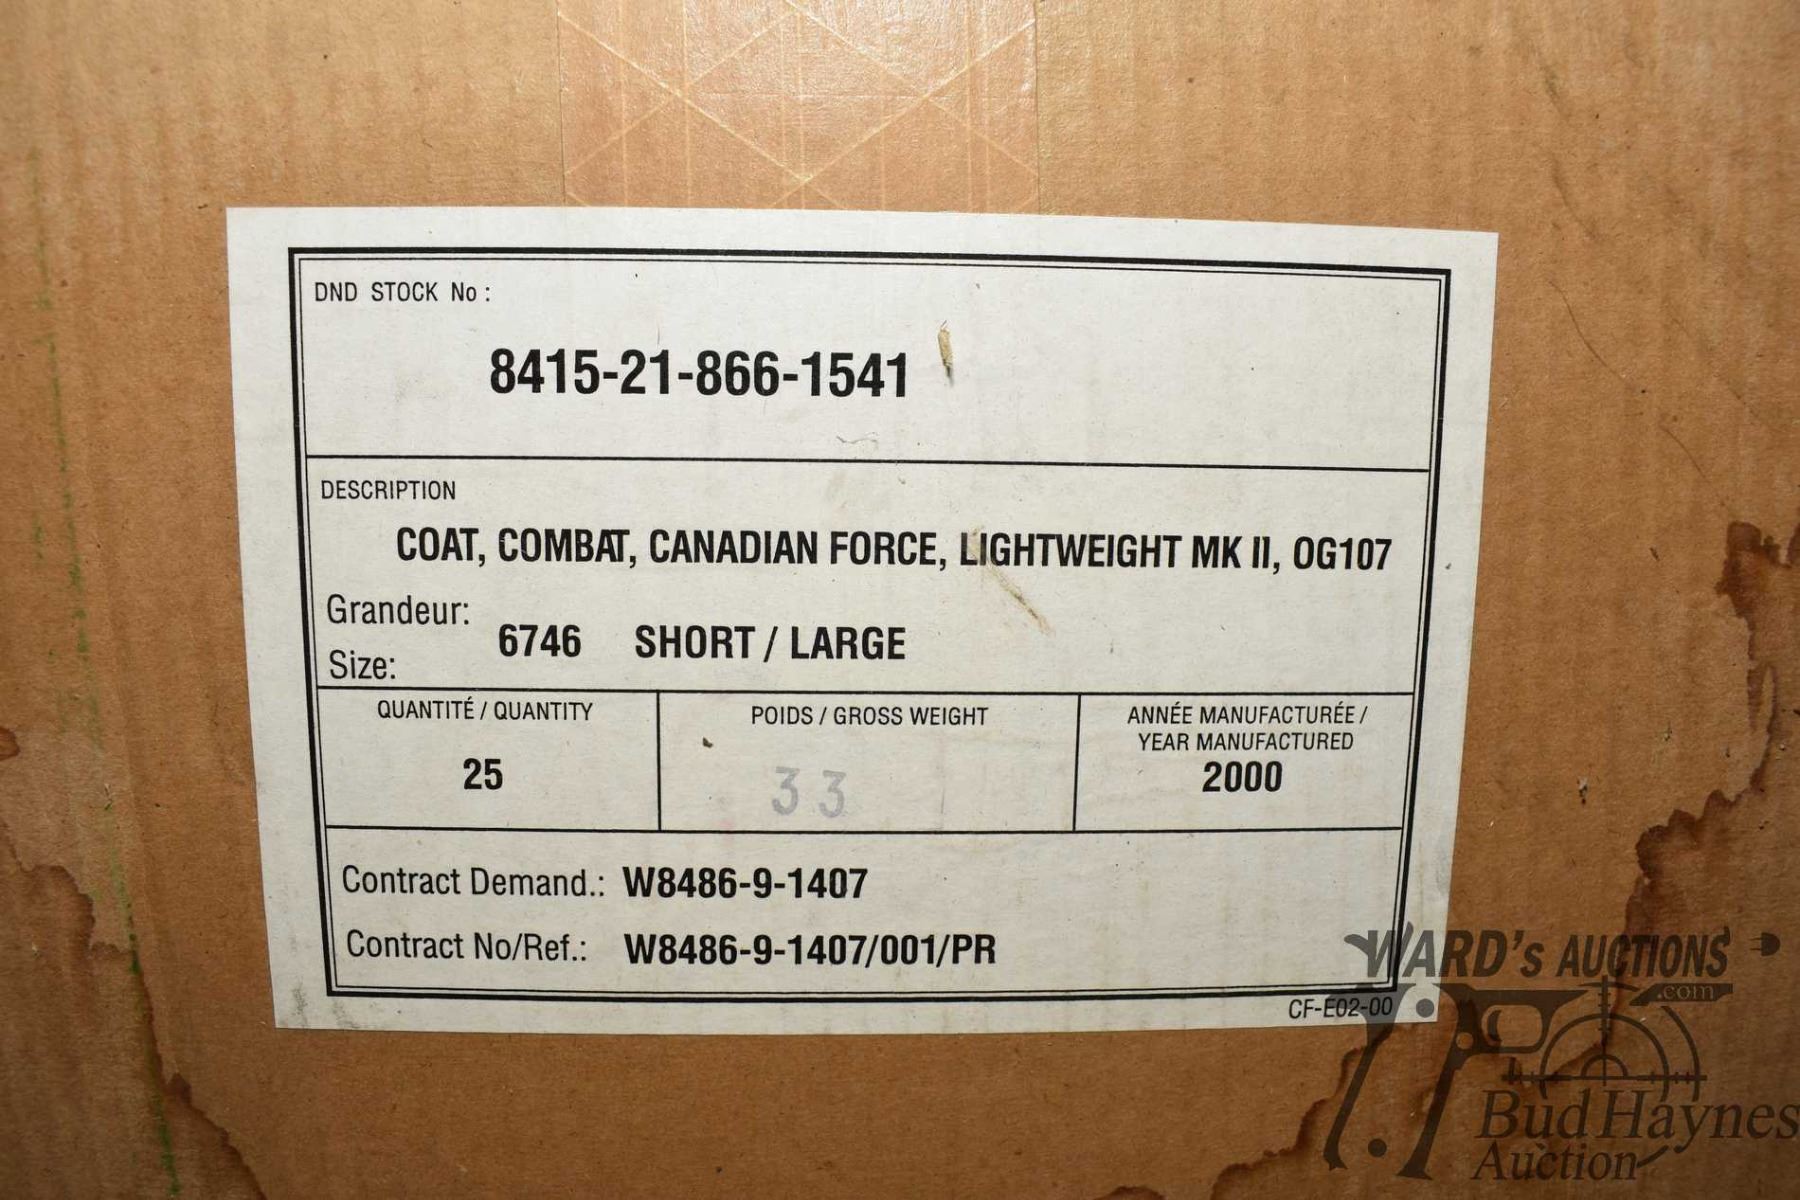 DND STOCK No :
8415-21-866-1541
DESCRIPTION
COAT, COMBAT, CANADIAN FORCE, LIGHTWEIGHT MK II, OG107
Grandeur:
Size:
6746 SHORT / LARGE
QUANTITÉ / QUANTITY
25
POIDS / GROSS WEIGHT
33
ANNÉE MANUFACTURÉE /
YEAR MANUFACTURED
2000
Contract Demand.: W8486-9-1407
Contract No/Ref.: W8486-9-1407/001/PR
CF-E02-00
WARD's AUCTIONS
.com
Bud Haynes
Auction